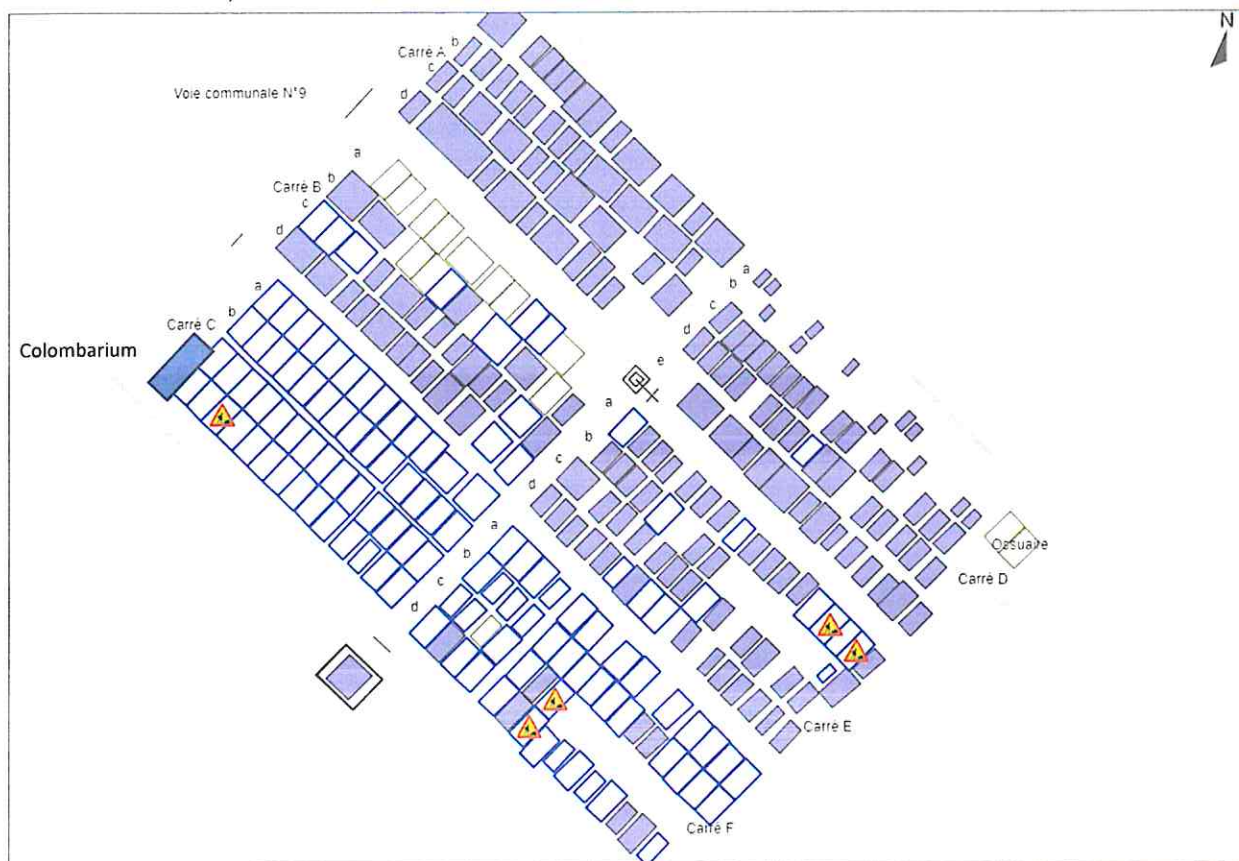 N
b
Carré A
c
Voie communale N°9
d
a
b
Carré B
c
d
a
b
Carré C
Colombarium
a
b
c
d
e
a
b
c
d
a
b
c
d
Ossuaire
Carré D
Carré E
Carré F